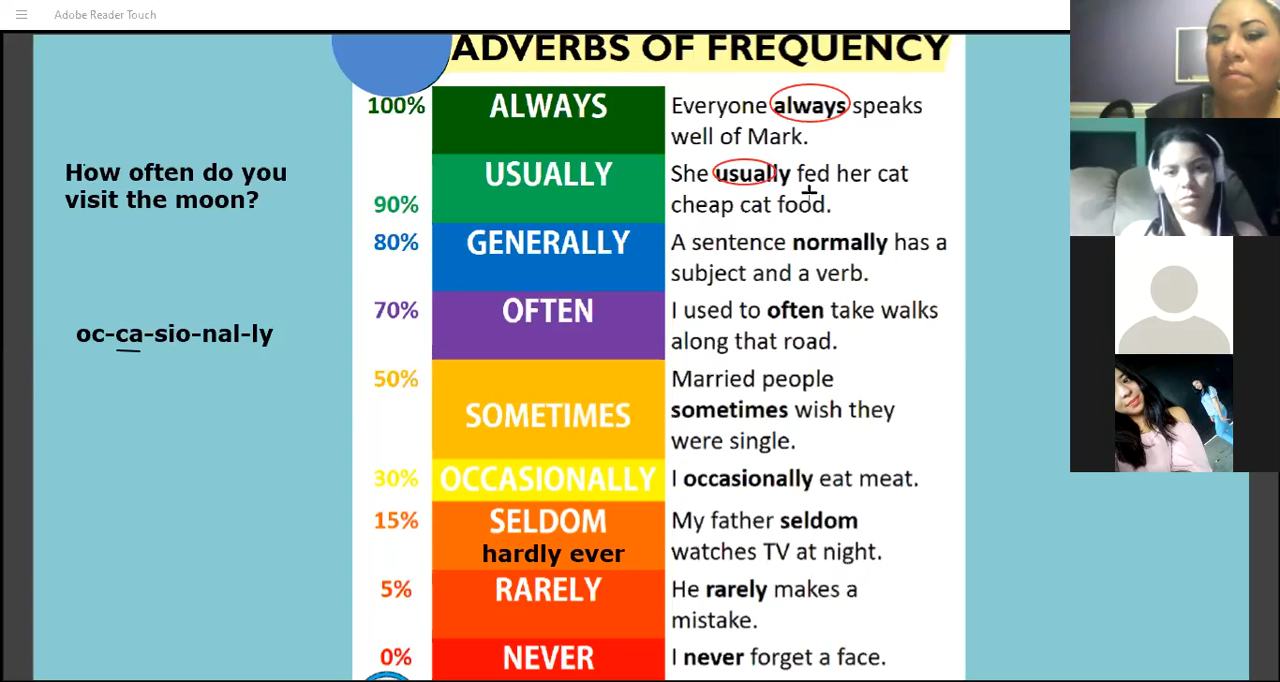 Adobe Reader Touch
ADVERBS OF FREQUENCY
How often do you
visit the moon?
oc-ca-sio-nal-ly
100% ALWAYS Everyone always speaks
well of Mark.
USUALLY She usually fed her cat
90% cheap cat food.
80% GENERALLY A sentence normally has a
subject and a verb.
70% OFTEN I used to often take walks
along that road.
50% Married people
SOMETIMES sometimes wish they
were single.
30% OCCASIONALLY I occasionally eat meat.
15% SELDOM My father seldom
hardly ever watches TV at night.
5% RARELY He rarely makes a
mistake.
0% NEVER I never forget a face.